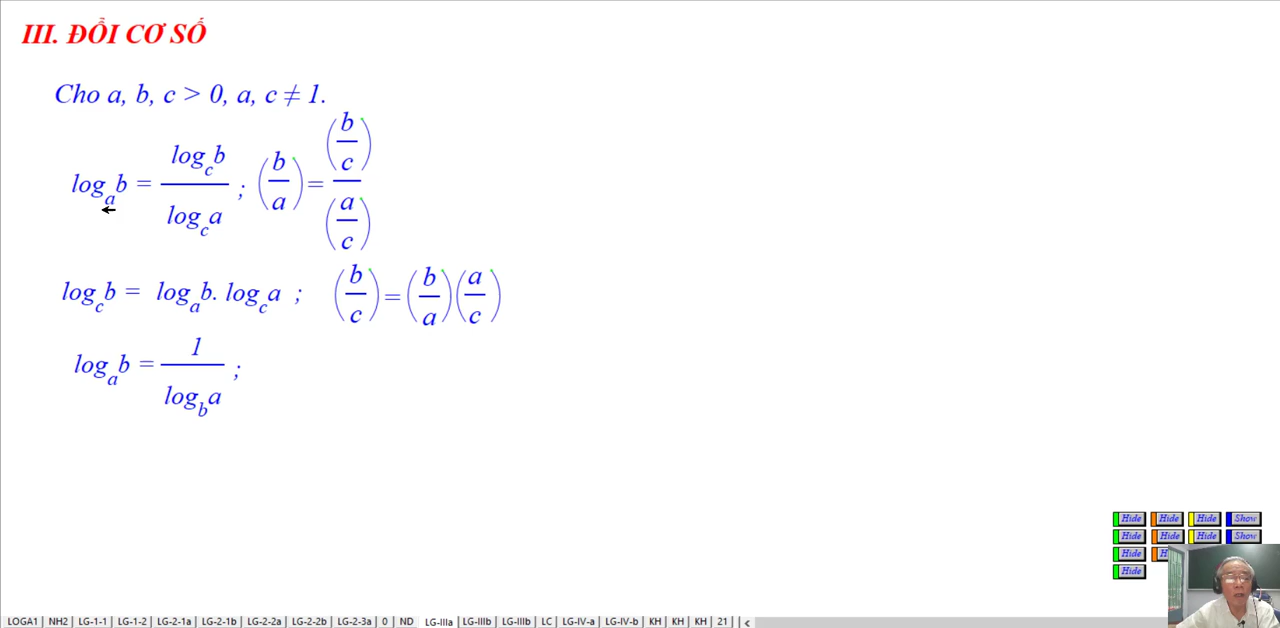 III. ĐỔI CƠ SỐ
Cho a, b, c > 0, a, c ≠ 1.
log_a b = log_c b / log_c a ; (b/a) = (b/c) / (a/c)
log_c b = log_a b. log_c a ; (b/c) = (b/a)(a/c)
log_a b = 1 / log_b a ;
Hide Hide Hide Show
Hide Hide Hide Show
Hide H
Hide
LOGA1 | NH2 | LG-1-1 | LG-1-2 | LG-2-1a | LG-2-1b | LG-2-2a | LG-2-2b | LG-2-3a | 0 | ND | LG-IIIa | LG-IIIb | LG-IIIb | LC | LG-IV-a | LG-IV-b | KH | KH | KH | 21 |